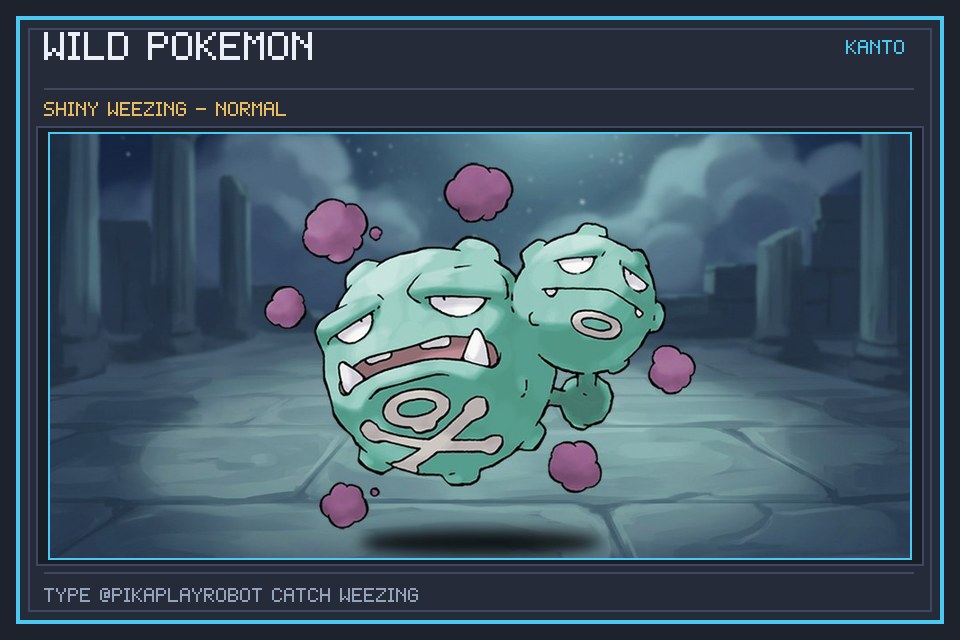 WILD POKEMON
KANTO
SHINY WEEZING - NORMAL
TYPE @PIKAPLAYROBOT CATCH WEEZING